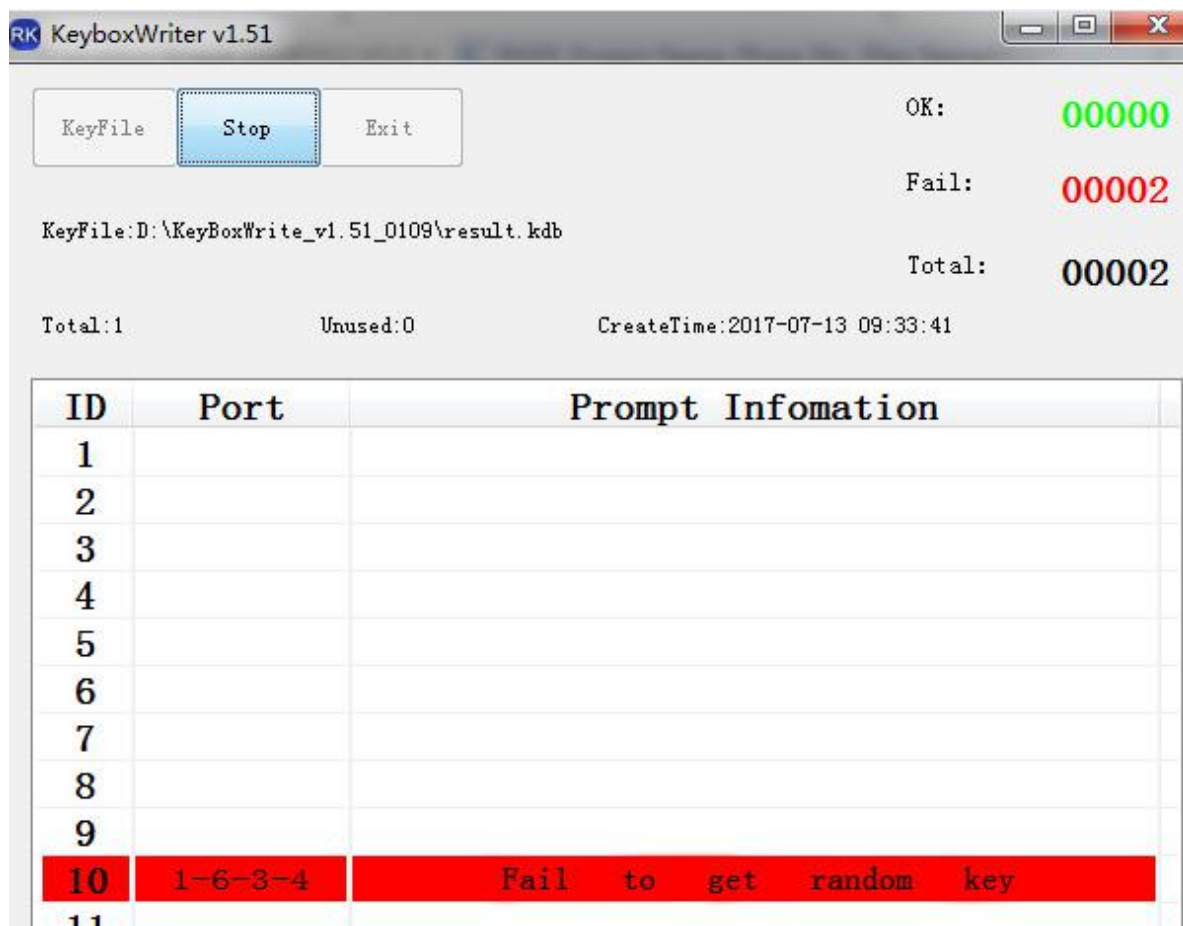 RK KeyboxWriter v1.51
KeyFile Stop Exit
OK: 00000
Fail: 00002
KeyFile:D:\KeyBoxWrite_v1.51_0109\result.kdb
Total: 00002
Total:1 Unused:0 CreateTime:2017-07-13 09:33:41
ID Port Prompt Infomation
1
2
3
4
5
6
7
8
9
10 1-6-3-4 Fail to get random key
11